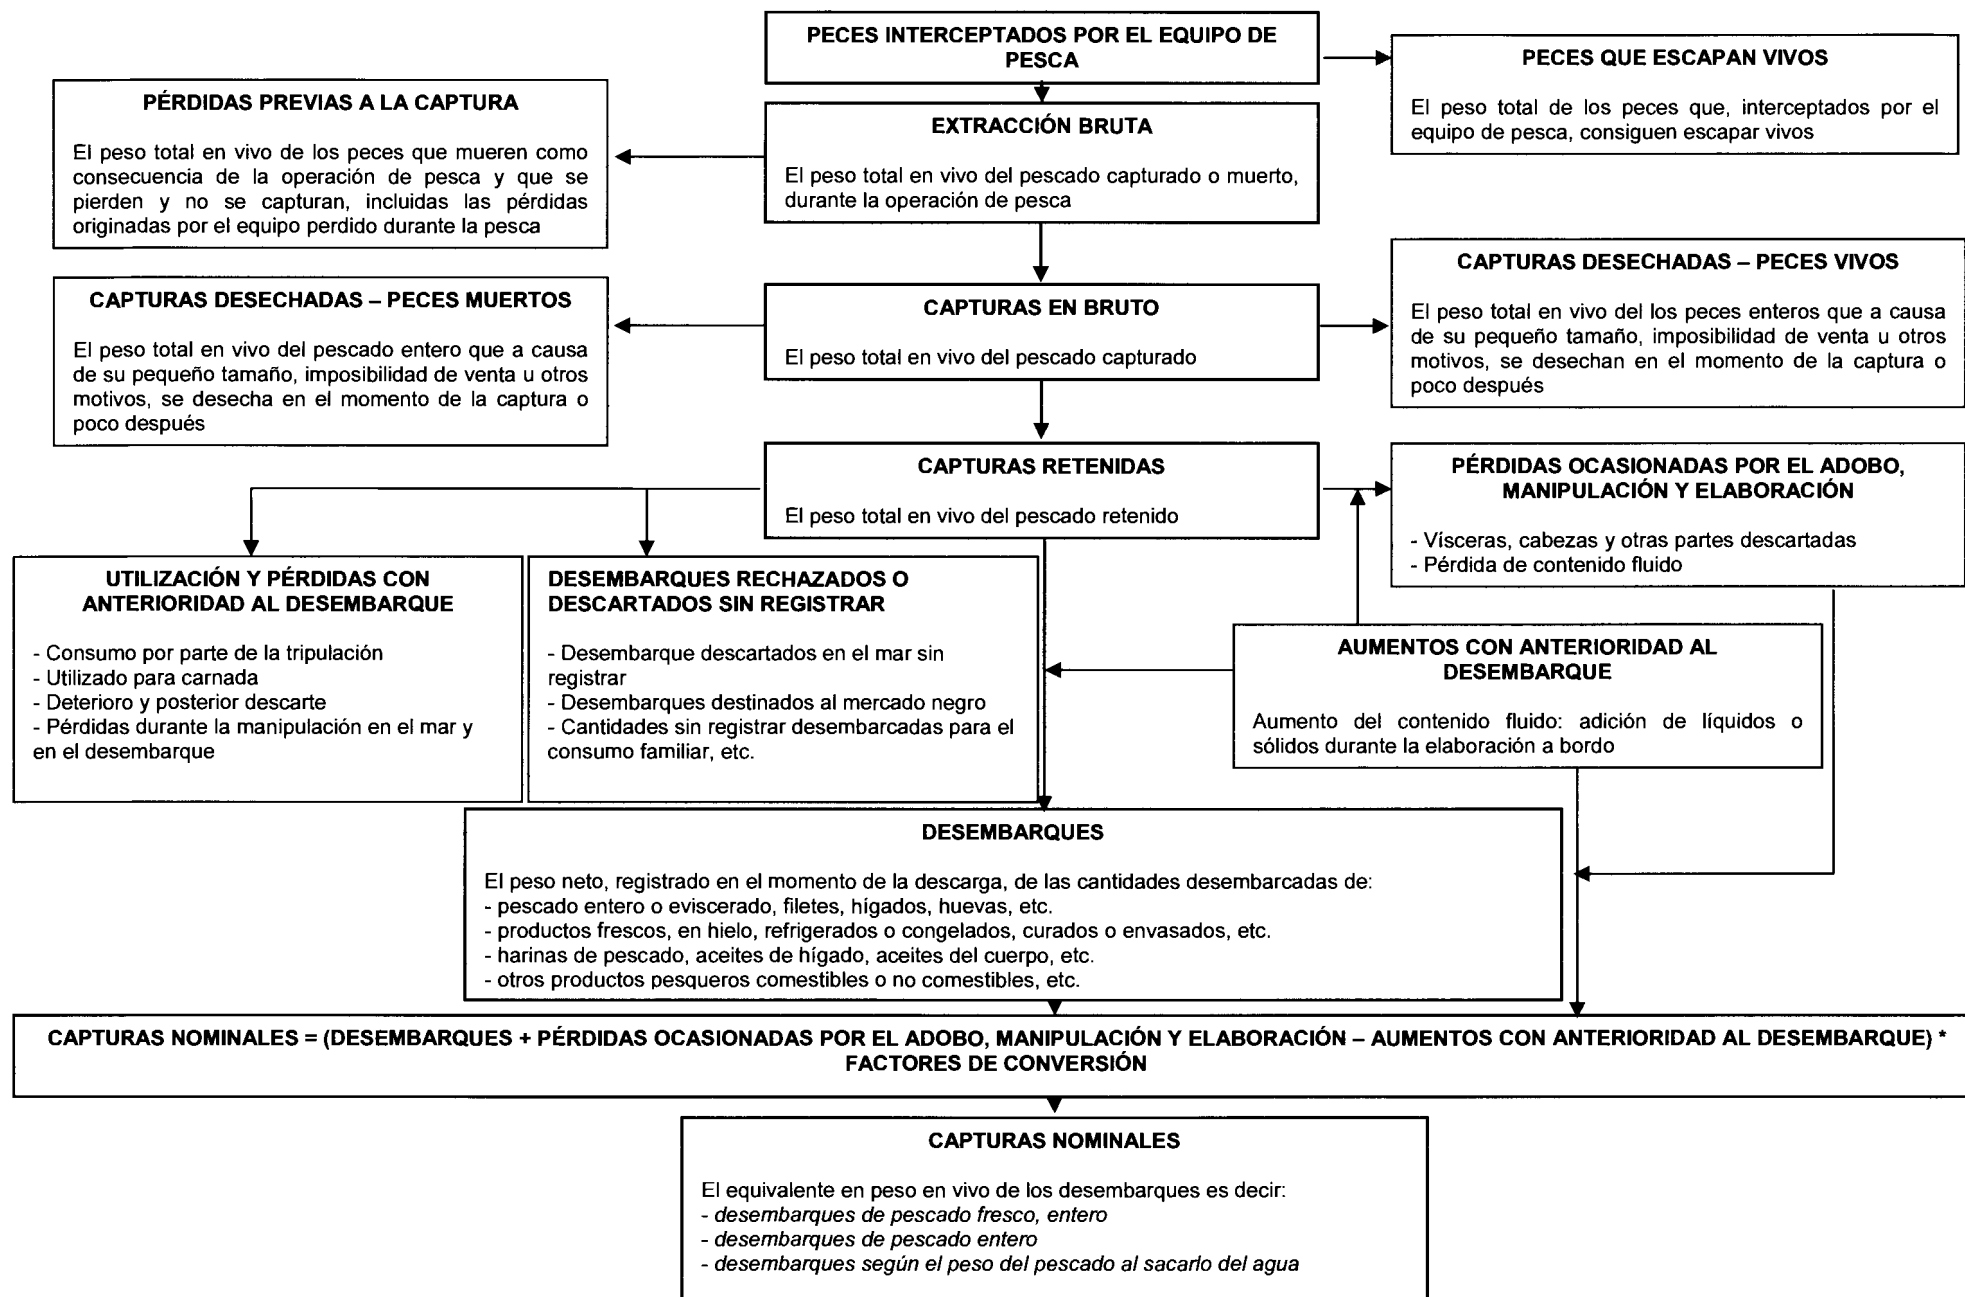 PECES INTERCEPTADOS POR EL EQUIPO DE
PESCA
PECES QUE ESCAPAN VIVOS
El peso total de los peces que, interceptados por el
equipo de pesca, consiguen escapar vivos
PÉRDIDAS PREVIAS A LA CAPTURA
El peso total en vivo de los peces que mueren como
consecuencia de la operación de pesca y que se
pierden y no se capturan, incluidas las pérdidas
originadas por el equipo perdido durante la pesca
EXTRACCIÓN BRUTA
El peso total en vivo del pescado capturado o muerto,
durante la operación de pesca
CAPTURAS DESECHADAS – PECES MUERTOS
El peso total en vivo del pescado entero que a causa
de su pequeño tamaño, imposibilidad de venta u otros
motivos, se desecha en el momento de la captura o
poco después
CAPTURAS EN BRUTO
El peso total en vivo del pescado capturado
CAPTURAS DESECHADAS – PECES VIVOS
El peso total en vivo del los peces enteros que a causa
de su pequeño tamaño, imposibilidad de venta u otros
motivos, se desechan en el momento de la captura o
poco después
CAPTURAS RETENIDAS
El peso total en vivo del pescado retenido
PÉRDIDAS OCASIONADAS POR EL ADOBO,
MANIPULACIÓN Y ELABORACIÓN
- Vísceras, cabezas y otras partes descartadas
- Pérdida de contenido fluido
UTILIZACIÓN Y PÉRDIDAS CON
ANTERIORIDAD AL DESEMBARQUE
- Consumo por parte de la tripulación
- Utilizado para carnada
- Deterioro y posterior descarte
- Pérdidas durante la manipulación en el mar y
en el desembarque
DESEMBARQUES RECHAZADOS O
DESCARTADOS SIN REGISTRAR
- Desembarque descartados en el mar sin
registrar
- Desembarques destinados al mercado negro
- Cantidades sin registrar desembarcadas para el
consumo familiar, etc.
AUMENTOS CON ANTERIORIDAD AL
DESEMBARQUE
Aumento del contenido fluido: adición de líquidos o
sólidos durante la elaboración a bordo
DESEMBARQUES
El peso neto, registrado en el momento de la descarga, de las cantidades desembarcadas de:
- pescado entero o eviscerado, filetes, hígados, huevas, etc.
- productos frescos, en hielo, refrigerados o congelados, curados o envasados, etc.
- harinas de pescado, aceites de hígado, aceites del cuerpo, etc.
- otros productos pesqueros comestibles o no comestibles, etc.
CAPTURAS NOMINALES = (DESEMBARQUES + PÉRDIDAS OCASIONADAS POR EL ADOBO, MANIPULACIÓN Y ELABORACIÓN – AUMENTOS CON ANTERIORIDAD AL DESEMBARQUE) *
FACTORES DE CONVERSIÓN
CAPTURAS NOMINALES
El equivalente en peso en vivo de los desembarques es decir:
- desembarques de pescado fresco, entero
- desembarques de pescado entero
- desembarques según el peso del pescado al sacarlo del agua